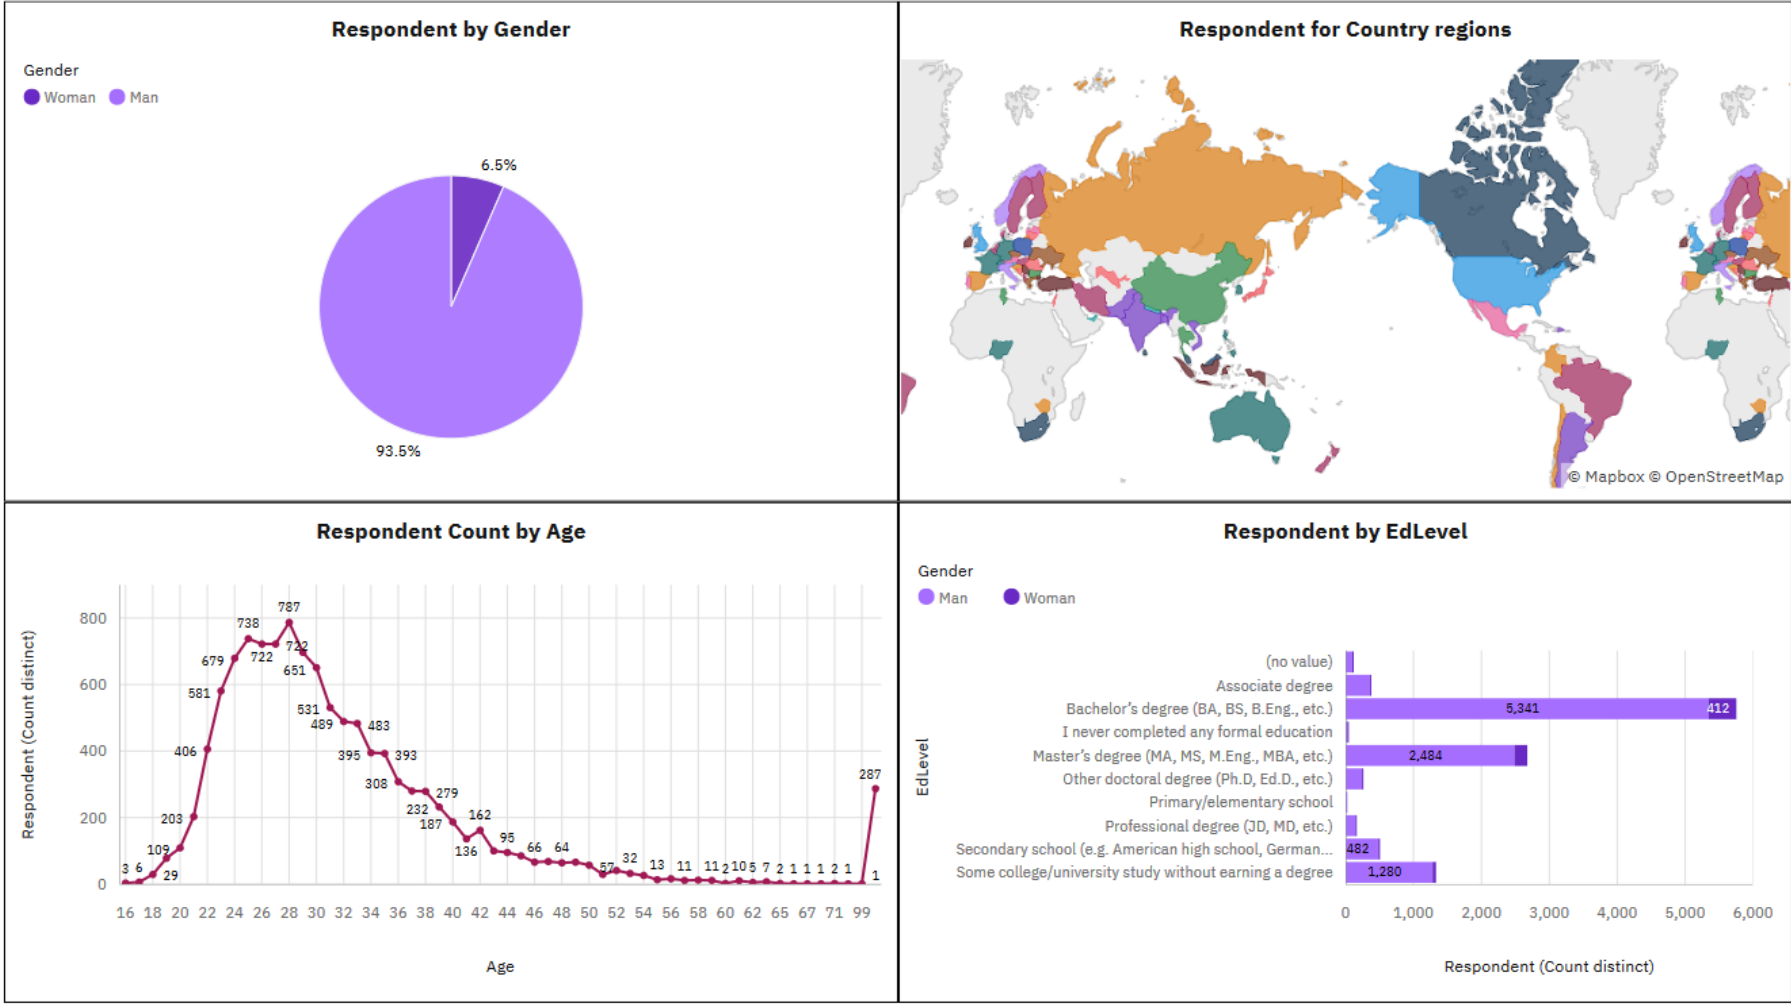 Respondent by Gender
Gender
Woman Man
6.5%
93.5%
Respondent for Country regions
© Mapbox © OpenStreetMap
Respondent Count by Age
Respondent (Count distinct)
800
600
400
200
0
3 6 29 109 203 406 581 679 738 722 787 722 651 531 489 483 395 393 308 279 232 187 136 162 95 66 64 57 32 13 11 11 2 10 5 7 2 1 1 1 2 1 1 287
16 18 20 22 24 26 28 30 32 34 36 38 40 42 44 46 48 50 52 54 56 58 60 62 65 67 71 99
Age
Respondent by EdLevel
Gender
Man Woman
EdLevel
(no value)
Associate degree
Bachelor’s degree (BA, BS, B.Eng., etc.) 5,341 412
I never completed any formal education
Master’s degree (MA, MS, M.Eng., MBA, etc.) 2,484
Other doctoral degree (Ph.D, Ed.D., etc.)
Primary/elementary school
Professional degree (JD, MD, etc.)
Secondary school (e.g. American high school, German... 482
Some college/university study without earning a degree 1,280
0 1,000 2,000 3,000 4,000 5,000 6,000
Respondent (Count distinct)